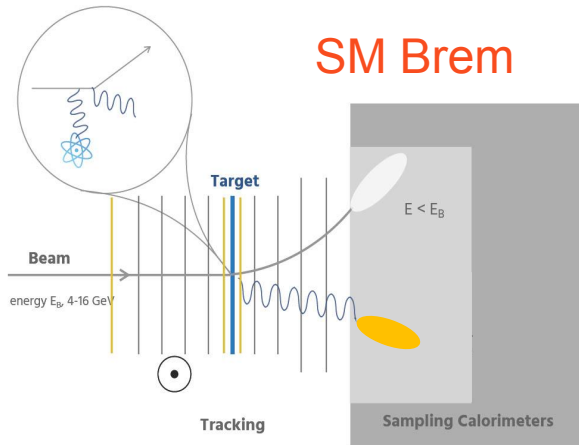 SM Brem
Target
E < E_B
Beam
energy E_B, 4-16 GeV
Tracking
Sampling Calorimeters